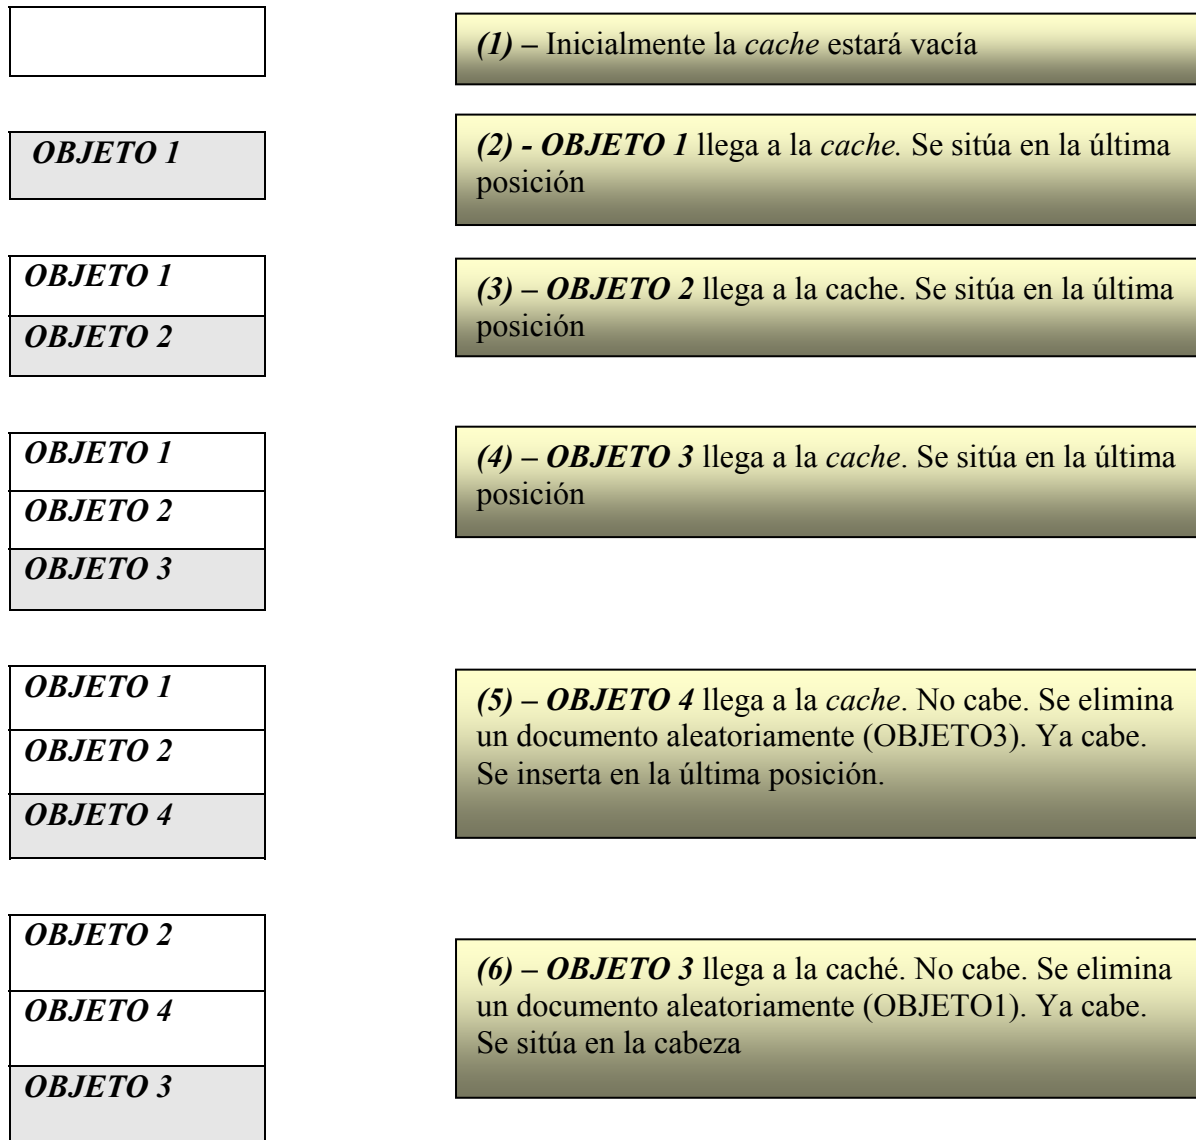 (1) – Inicialmente la cache estará vacía
OBJETO 1
(2) - OBJETO 1 llega a la cache. Se sitúa en la última
posición
OBJETO 1
OBJETO 2
(3) – OBJETO 2 llega a la cache. Se sitúa en la última
posición
OBJETO 1
OBJETO 2
OBJETO 3
(4) – OBJETO 3 llega a la cache. Se sitúa en la última
posición
OBJETO 1
OBJETO 2
OBJETO 4
(5) – OBJETO 4 llega a la cache. No cabe. Se elimina
un documento aleatoriamente (OBJETO3). Ya cabe.
Se inserta en la última posición.
OBJETO 2
OBJETO 4
OBJETO 3
(6) – OBJETO 3 llega a la caché. No cabe. Se elimina
un documento aleatoriamente (OBJETO1). Ya cabe.
Se sitúa en la cabeza